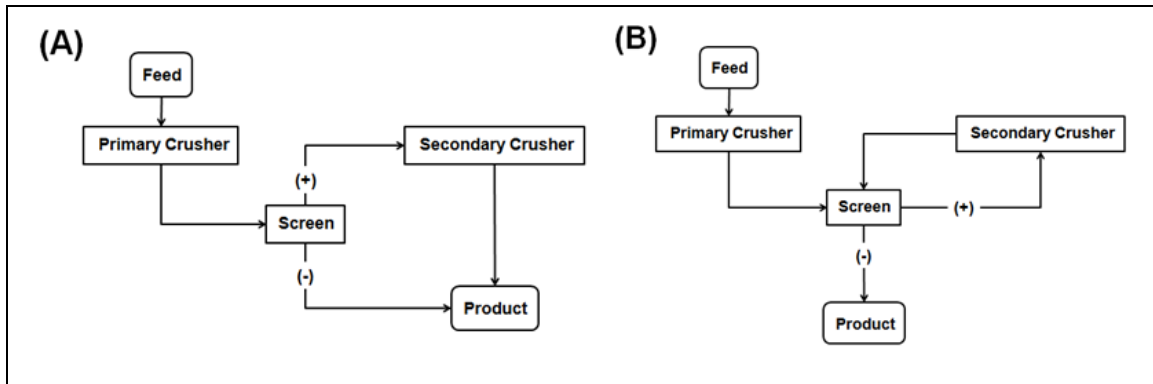 (A)
Feed
Primary Crusher
Secondary Crusher
(+)
Screen
(-)
Product
(B)
Feed
Primary Crusher
Secondary Crusher
Screen
(+)
(-)
Product